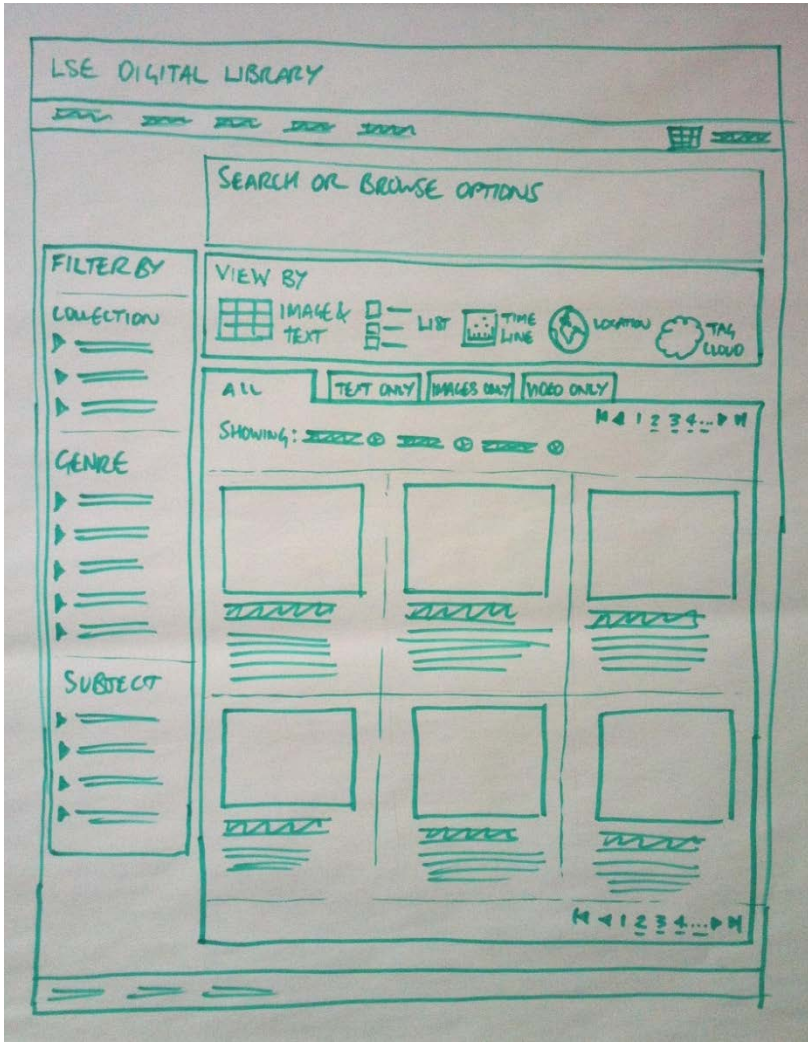 LSE DIGITAL LIBRARY
SEARCH OR BROWSE OPTIONS
FILTER BY
COLLECTION
GENRE
SUBJECT
VIEW BY
IMAGE &
TEXT
LIST
TIME
LINE
LOCATION
TAG
CLOUD
ALL
TEXT ONLY
IMAGES ONLY
VIDEO ONLY
1 2 3 4...
SHOWING:
1 2 3 4...